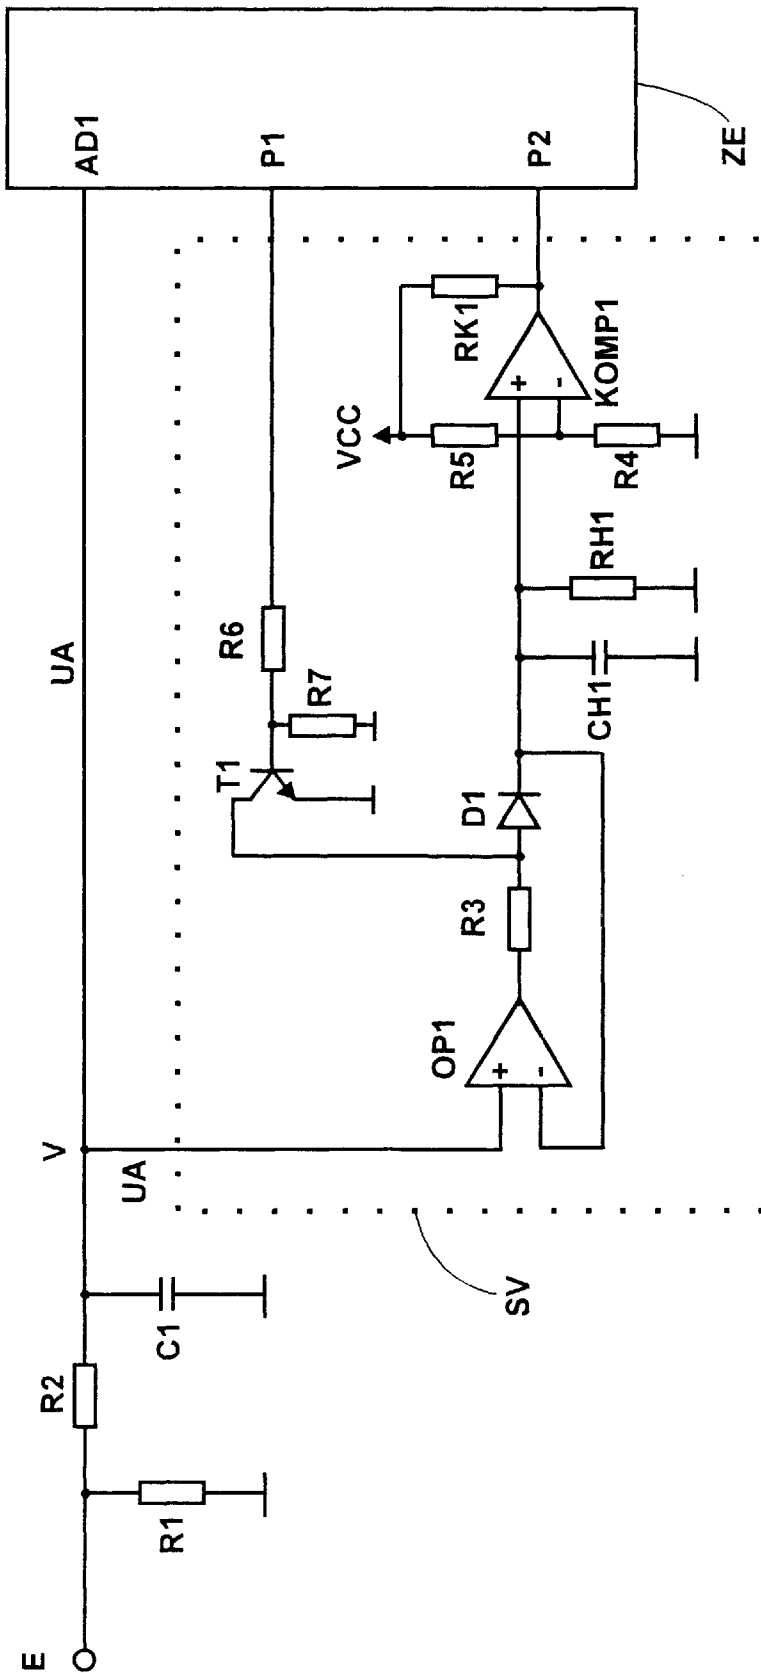 E
R1
R2
C1
V
UA
UA
SV
OP1
+
-
R3
D1
T1
R7
R6
CH1
RH1
VCC
R5
R4
+
-
KOMP1
RK1
AD1
P1
P2
ZE